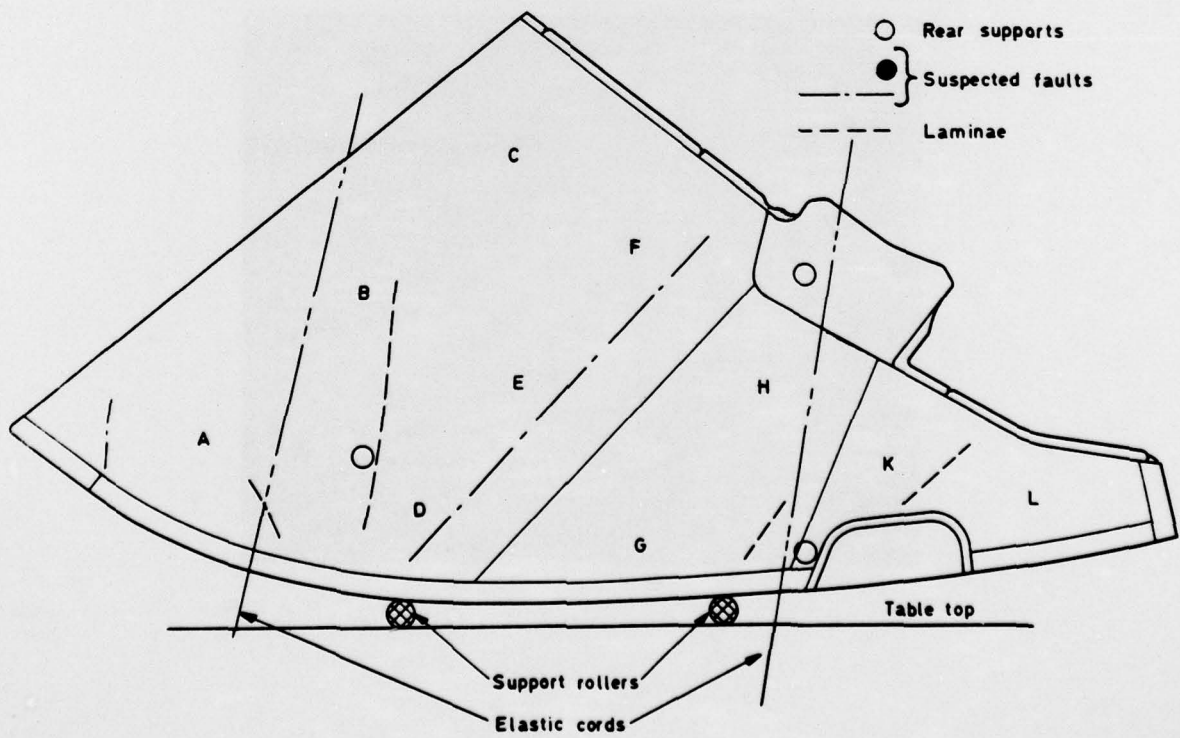 Rear supports
Suspected faults
Laminae
C
F
B
E
H
A
K
L
D
G
Table top
Support rollers
Elastic cords